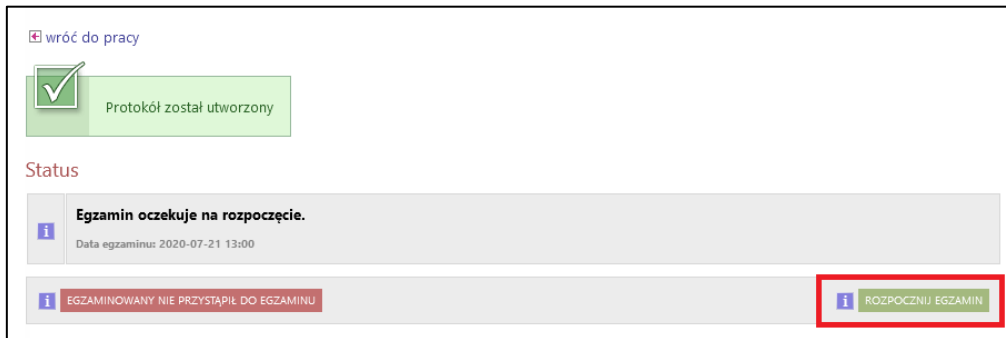 wróć do pracy
Protokół został utworzony
Status
Egzamin oczekuje na rozpoczęcie.
Data egzaminu: 2020-07-21 13:00
EGZAMINOWANY NIE PRZYSTĄPIŁ DO EGZAMINU
ROZPOCZNIJ EGZAMIN